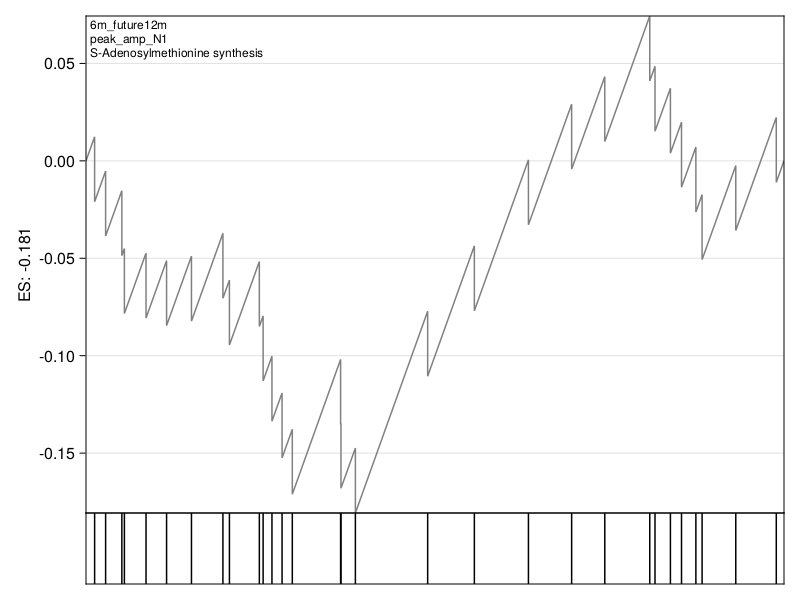 6m_future12m
peak_amp_N1
S-Adenosylmethionine synthesis
0.05
0.00
-0.05
-0.10
-0.15
ES: -0.181